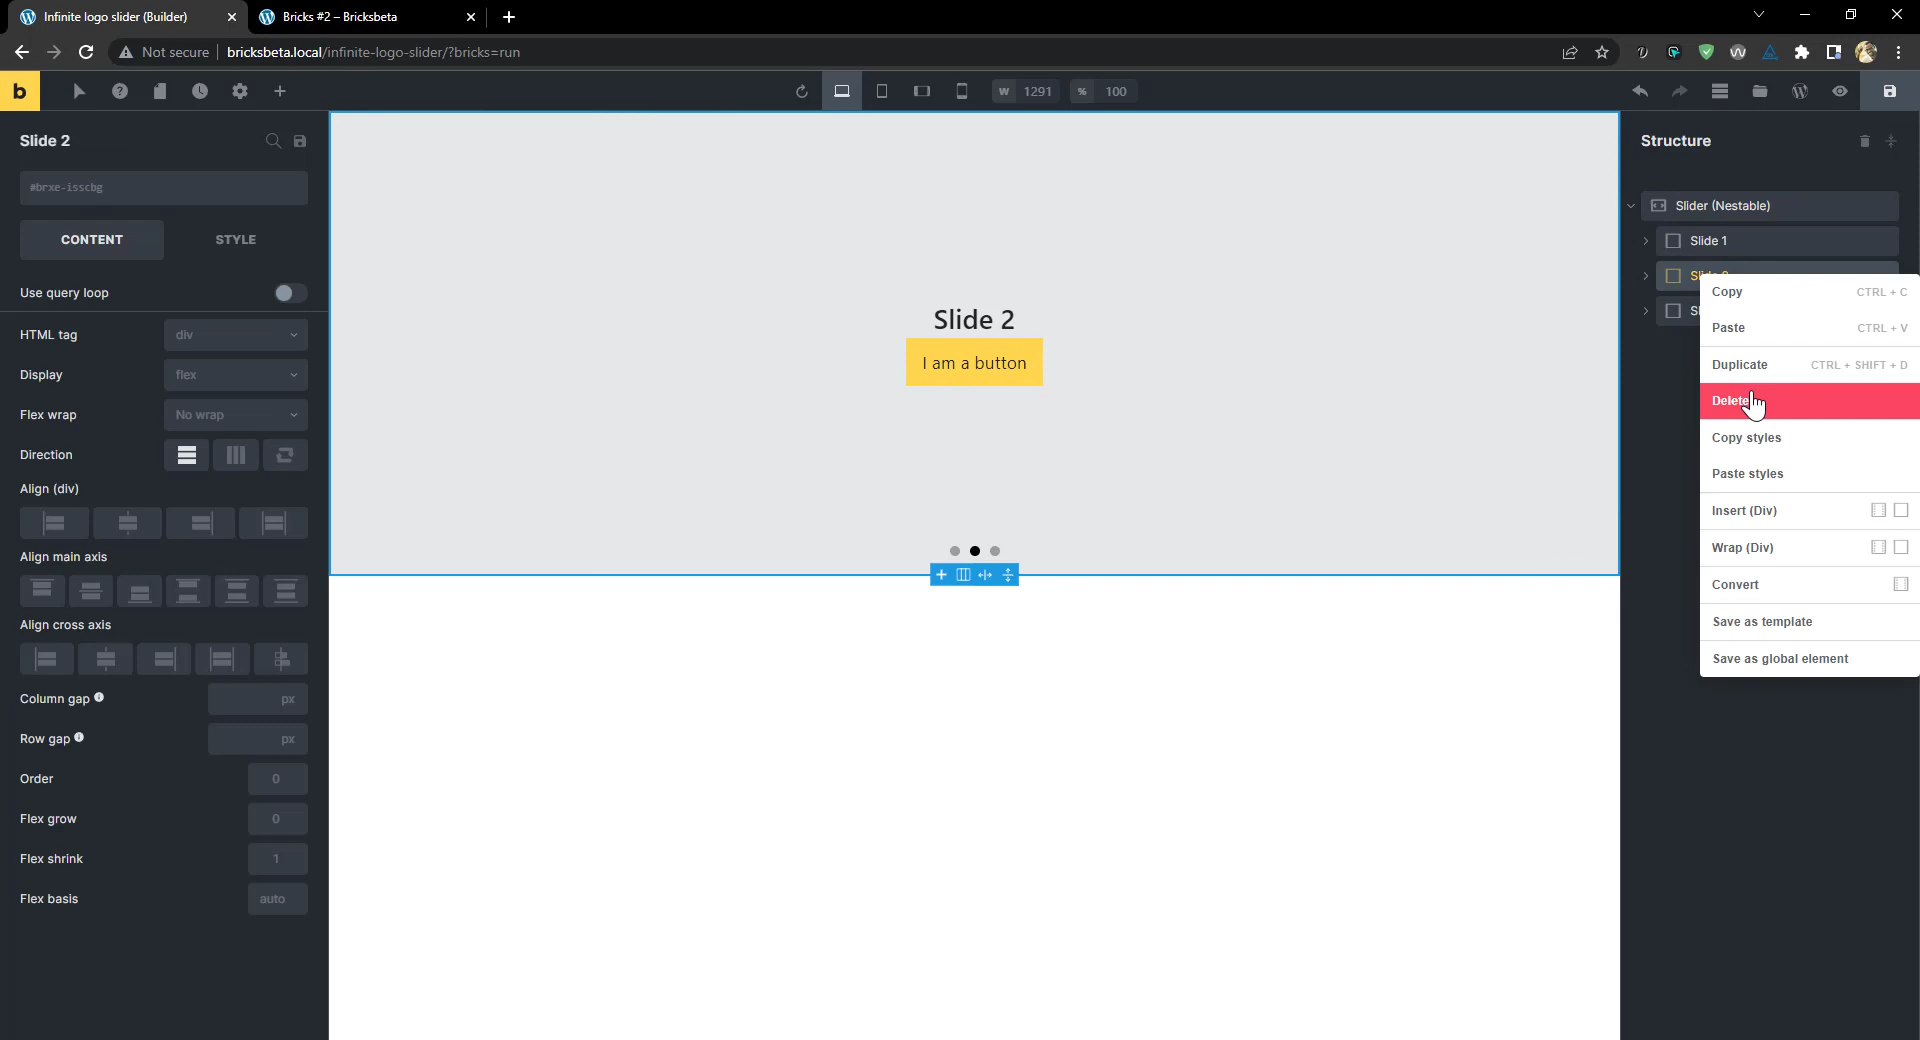 Infinite logo slider (Builder)
Bricks #2 – Bricksbeta
Not secure
bricksbeta.local/infinite-logo-slider/?bricks=run
b
W 1291
% 100
Slide 2
#brxe-isscbg
CONTENT
STYLE
Use query loop
HTML tag
div
Display
flex
Flex wrap
No wrap
Direction
Align (div)
Align main axis
Align cross axis
Column gap
px
Row gap
px
Order
0
Flex grow
0
Flex shrink
1
Flex basis
auto
Slide 2
I am a button
Structure
Slider (Nestable)
Slide 1
Copy CTRL + C
Paste CTRL + V
Duplicate CTRL + SHIFT + D
Delete
Copy styles
Paste styles
Insert (Div)
Wrap (Div)
Convert
Save as template
Save as global element